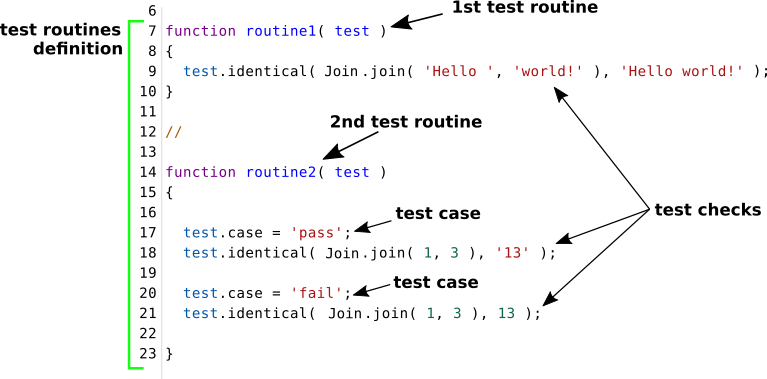 6
1st test routine
test routines
definition
7 function routine1( test )
8 {
9 test.identical( Join.join( 'Hello ', 'world!' ), 'Hello world!' );
10 }
11
12 //
2nd test routine
13
14 function routine2( test )
15 {
16
test case
test checks
17 test.case = 'pass';
18 test.identical( Join.join( 1, 3 ), '13' );
19
test case
20 test.case = 'fail';
21 test.identical( Join.join( 1, 3 ), 13 );
22
23 }